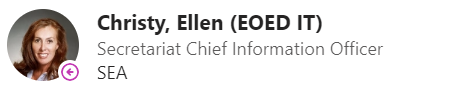 Christy, Ellen (EOED IT)
Secretariat Chief Information Officer
SEA